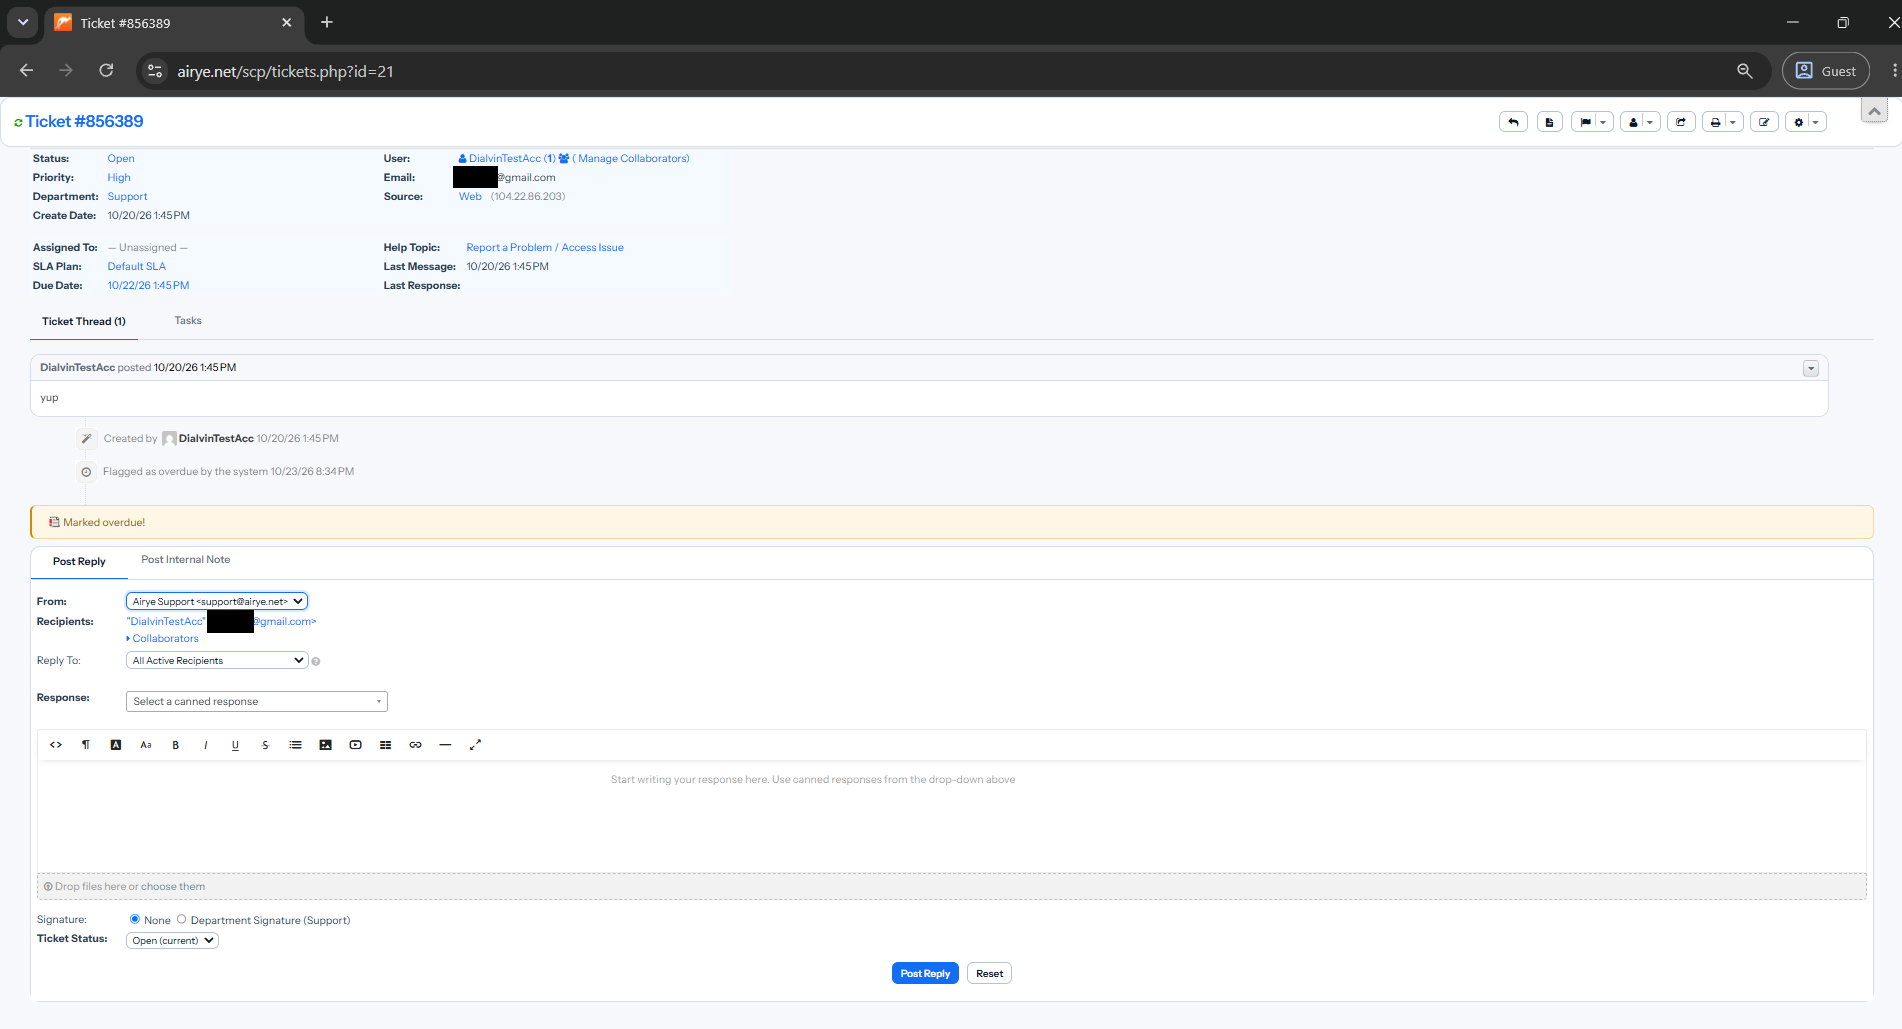 Ticket #856389
airye.net/scp/tickets.php?id=21
Guest
Ticket #856389
Status: Open
User: DialvinTestAcc (1) ( Manage Collaborators)
Priority: High
Email: @gmail.com
Department: Support
Source: Web (104.22.86.203)
Create Date: 10/20/26 1:45 PM
Assigned To: — Unassigned —
Help Topic: Report a Problem / Access Issue
SLA Plan: Default SLA
Last Message: 10/20/26 1:45 PM
Due Date: 10/22/26 1:45 PM
Last Response:
Ticket Thread (1)
Tasks
DialvinTestAcc posted 10/20/26 1:45 PM
yup
Created by DialvinTestAcc 10/20/26 1:45 PM
Flagged as overdue by the system 10/23/26 8:34 PM
Marked overdue!
Post Reply
Post Internal Note
From: Airye Support <support@airye.net>
Recipients: "DialvinTestAcc" @gmail.com>
Collaborators
Reply To: All Active Recipients
Response: Select a canned response
<> ¶ A Aa B I U S
Start writing your response here. Use canned responses from the drop-down above
Drop files here or choose them
Signature: None Department Signature (Support)
Ticket Status: Open (current)
Post Reply Reset